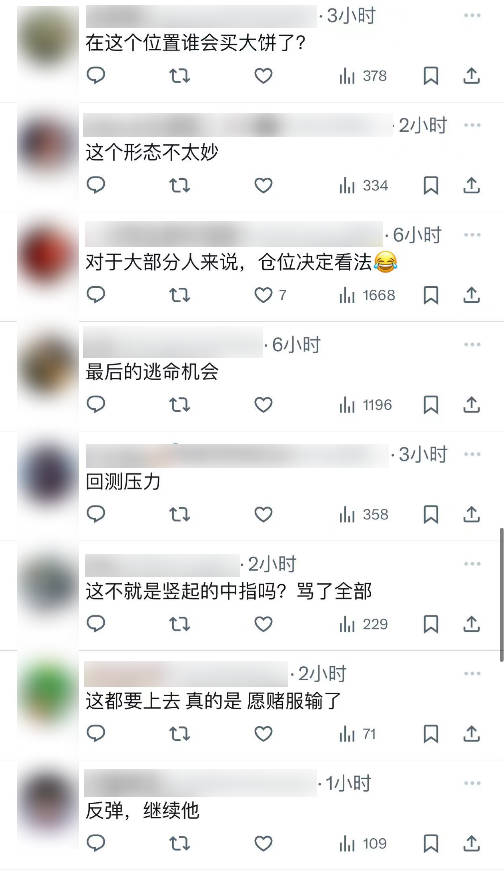 · 3小时
在这个位置谁会买大饼了?
378
· 2小时
这个形态不太妙
334
· 6小时
对于大部分人来说，仓位决定看法😂
7 1668
· 6小时
最后的逃命机会
1196
· 3小时
回测压力
358
· 2小时
这不就是竖起的中指吗？骂了全部
229
· 2小时
这都要上去 真的是 愿赌服输了
71
· 1小时
反弹，继续他
109